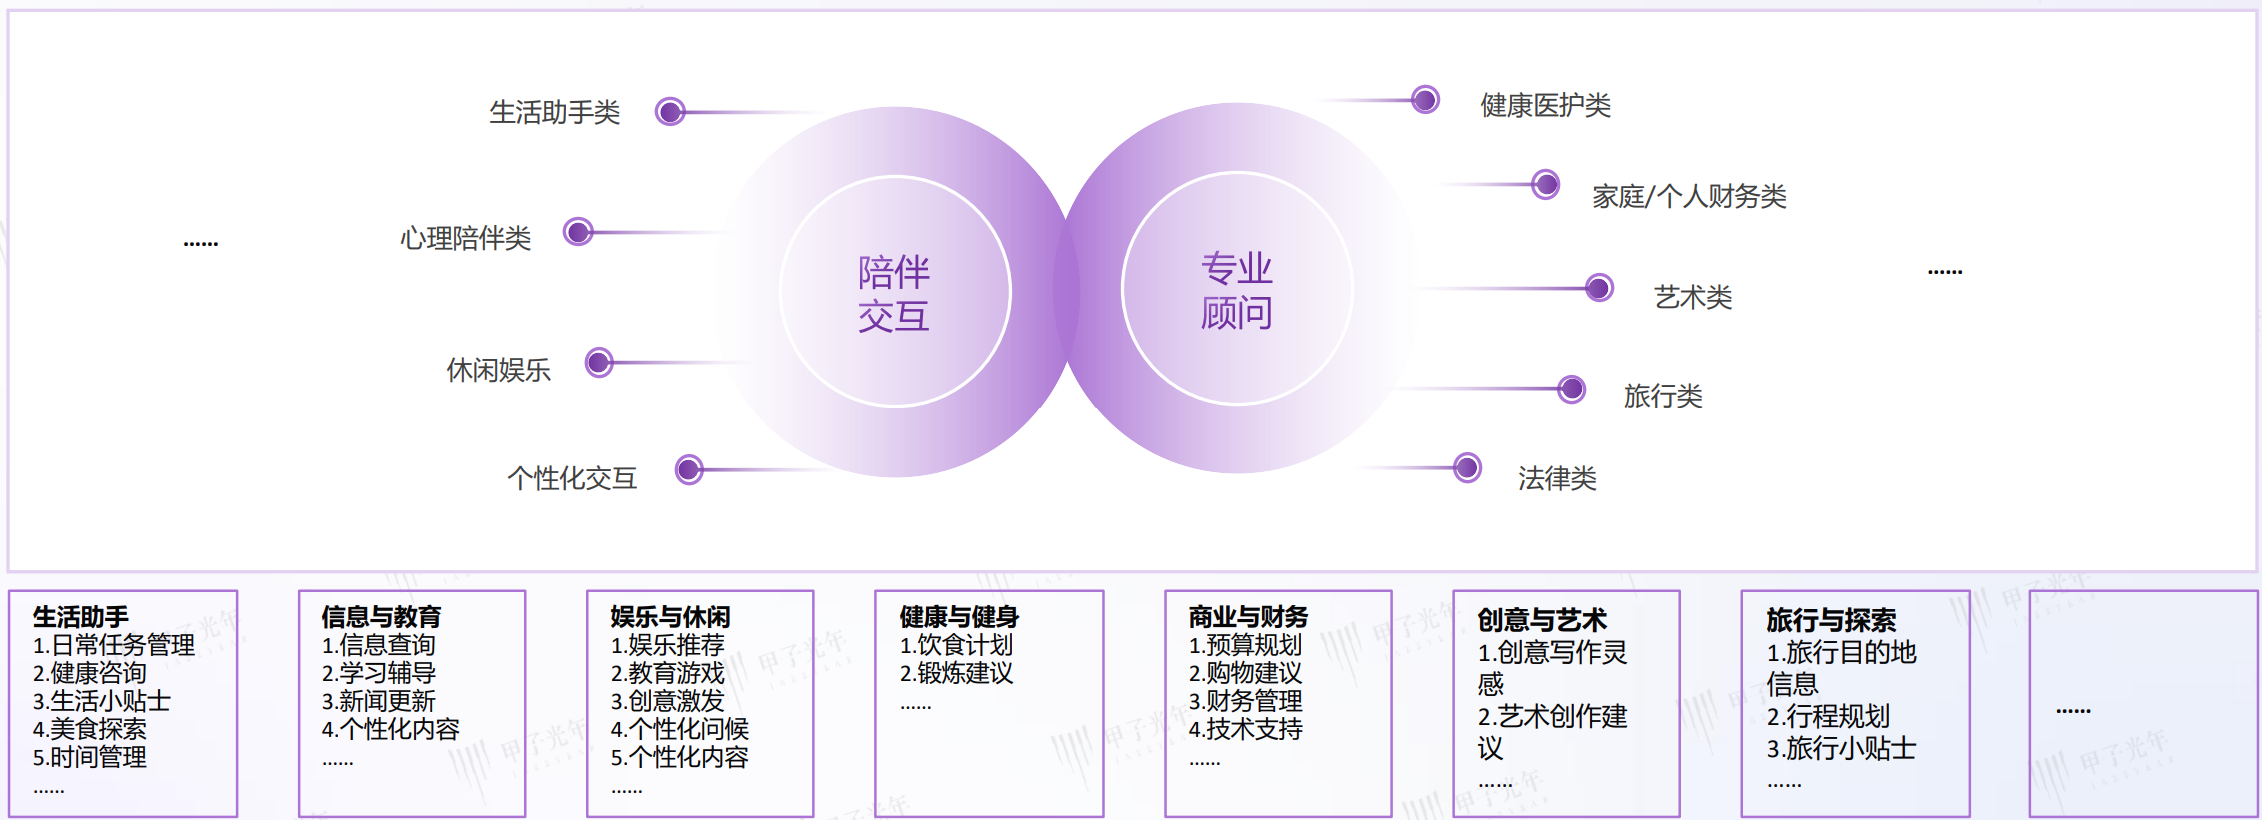 生活助手类
心理陪伴类
休闲娱乐
个性化交互
......
陪伴
交互
专业
顾问
健康医护类
家庭/个人财务类
艺术类
旅行类
法律类
......
生活助手
1.日常任务管理
2.健康咨询
3.生活小贴士
4.美食探索
5.时间管理
......
信息与教育
1.信息查询
2.学习辅导
3.新闻更新
4.个性化内容
......
娱乐与休闲
1.娱乐推荐
2.教育游戏
3.创意激发
4.个性化问候
5.个性化内容
......
健康与健身
1.饮食计划
2.锻炼建议
......
商业与财务
1.预算规划
2.购物建议
3.财务管理
4.技术支持
......
创意与艺术
1.创意写作灵
感
2.艺术创作建
议
......
旅行与探索
1.旅行目的地
信息
2.行程规划
3.旅行小贴士
......
......
甲子光年